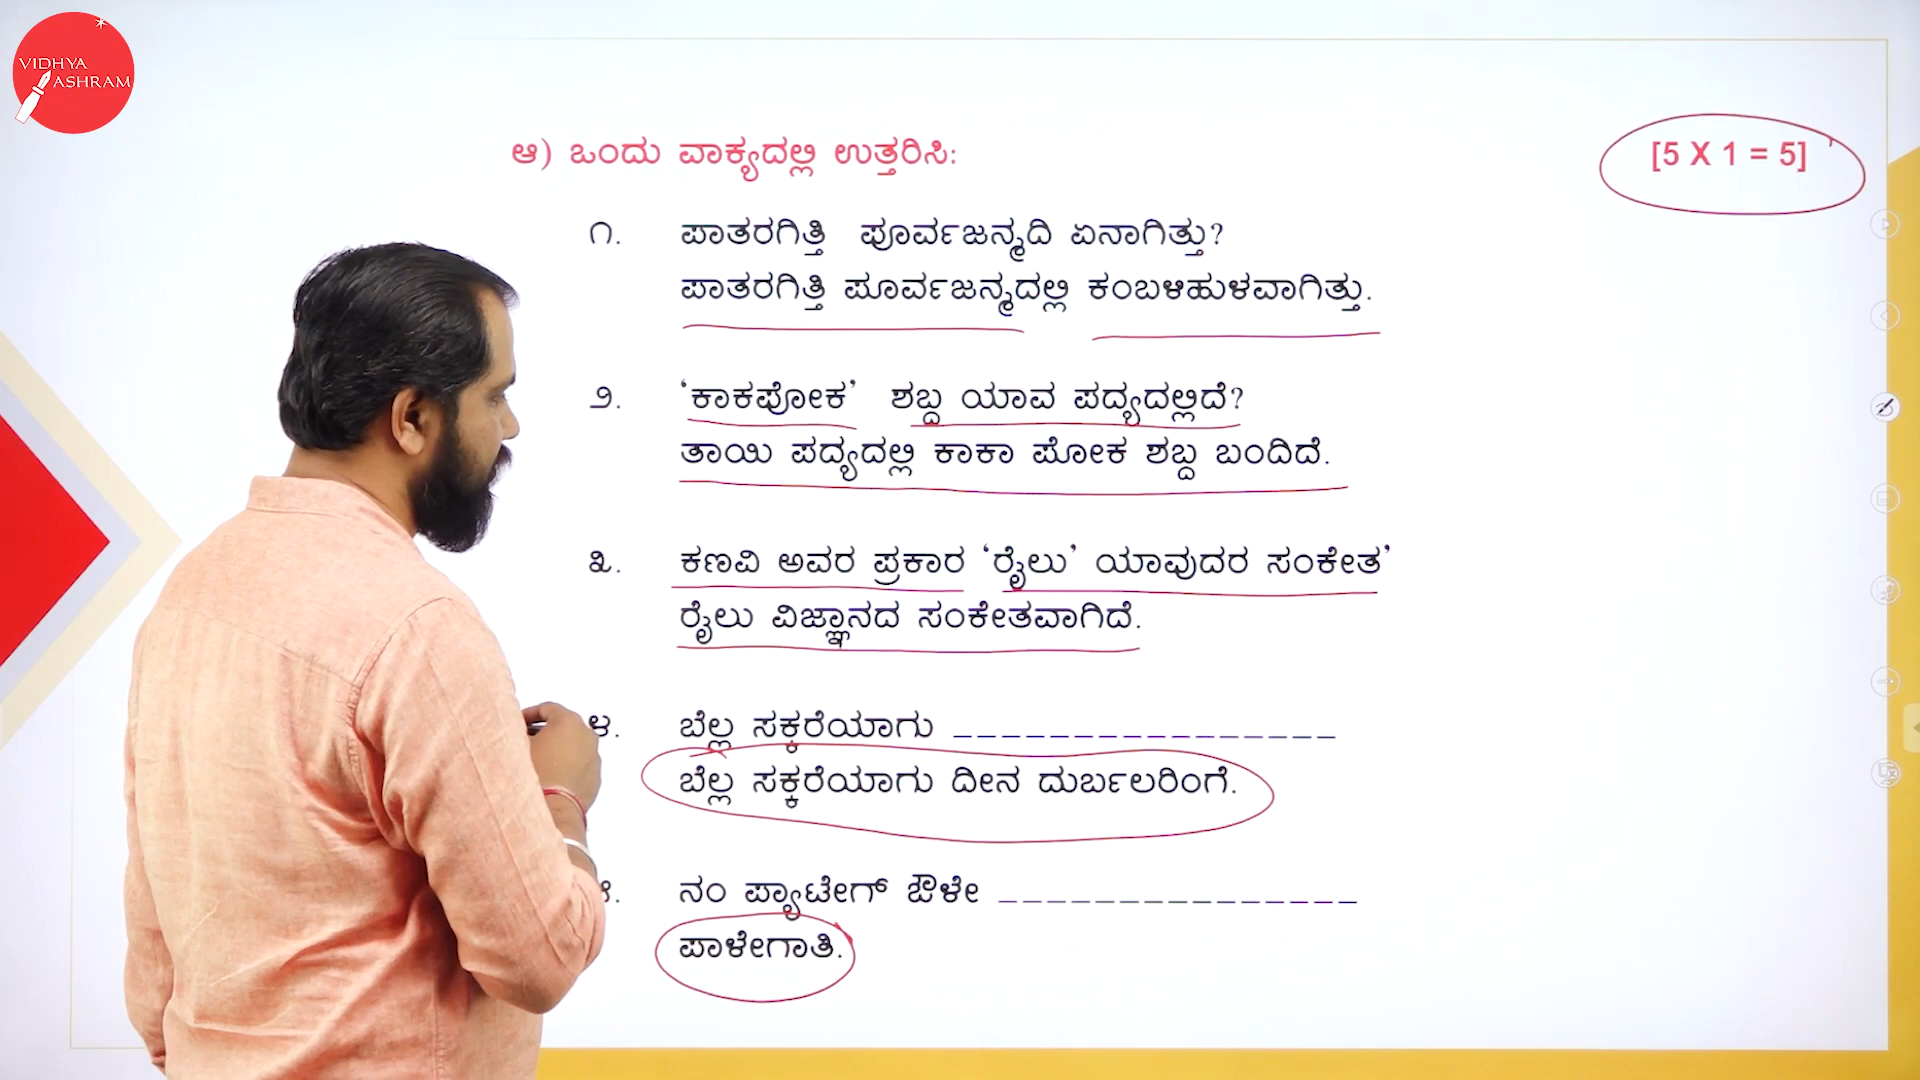 VIDHYA
ASHRAM
ಆ) ಒಂದು ವಾಕ್ಯದಲ್ಲಿ ಉತ್ತರಿಸಿ:
[5 X 1 = 5]
೧. ಪಾತರಗಿತ್ತಿ ಪೂರ್ವಜನ್ಮದಿ ಏನಾಗಿತ್ತು?
ಪಾತರಗಿತ್ತಿ ಪೂರ್ವಜನ್ಮದಲ್ಲಿ ಕಂಬಳಿಹುಳವಾಗಿತ್ತು.
೨. ‘ಕಾಕಪೋಕ’ ಶಬ್ದ ಯಾವ ಪದ್ಯದಲ್ಲಿದೆ?
ತಾಯಿ ಪದ್ಯದಲ್ಲಿ ಕಾಕಾ ಪೋಕ ಶಬ್ದ ಬಂದಿದೆ.
೩. ಕಣವಿ ಅವರ ಪ್ರಕಾರ ‘ರೈಲು’ ಯಾವುದರ ಸಂಕೇತ’
ರೈಲು ವಿಜ್ಞಾನದ ಸಂಕೇತವಾಗಿದೆ.
೪. ಬೆಲ್ಲ ಸಕ್ಕರೆಯಾಗು ________________
ಬೆಲ್ಲ ಸಕ್ಕರೆಯಾಗು ದೀನ ದುರ್ಬಲರಿಂಗೆ.
ನಂ ಪ್ಯಾಟೇಗ್ ಔಳೇ _______________
ಪಾಳೇಗಾತಿ.